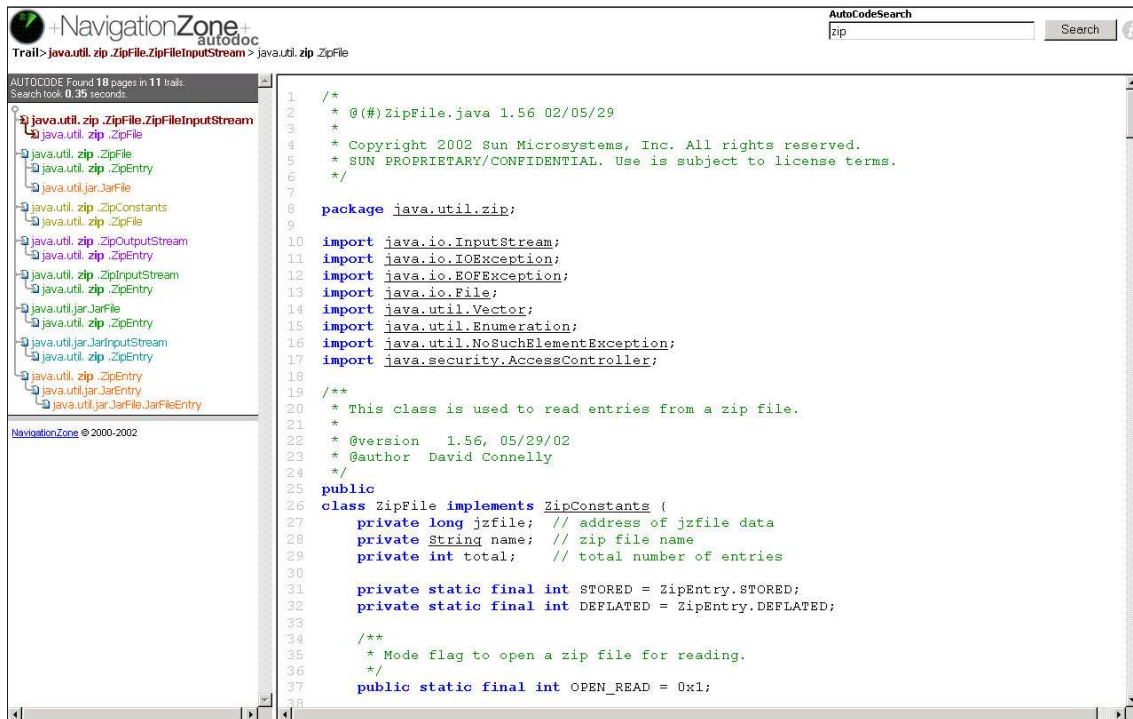 +NavigationZone+
autodoc
AutoCodeSearch
zip
Search
Trail> java.util. zip .ZipFile.ZipFileInputStream > java.util. zip .ZipFile
AUTOCODE Found 18 pages in 11 trails.
Search took 0.35 seconds.
java.util. zip .ZipFile.ZipFileInputStream
java.util. zip .ZipFile
java.util. zip .ZipFile
java.util. zip .ZipEntry
java.util.jar.JarFile
java.util. zip .ZipConstants
java.util. zip .ZipFile
java.util. zip .ZipOutputStream
java.util. zip .ZipEntry
java.util. zip .ZipInputStream
java.util. zip .ZipEntry
java.util.jar.JarFile
java.util. zip .ZipEntry
java.util.jar.JarInputStream
java.util. zip .ZipEntry
java.util. zip .ZipEntry
java.util.jar.JarEntry
java.util.jar.JarFile.JarFileEntry
NavigationZone © 2000-2002
1 /*
2 * @(#)ZipFile.java 1.56 02/05/29
3 *
4 * Copyright 2002 Sun Microsystems, Inc. All rights reserved.
5 * SUN PROPRIETARY/CONFIDENTIAL. Use is subject to license terms.
6 */
7
8 package java.util.zip;
9
10 import java.io.InputStream;
11 import java.io.IOException;
12 import java.io.EOFException;
13 import java.io.File;
14 import java.util.Vector;
15 import java.util.Enumeration;
16 import java.util.NoSuchElementException;
17 import java.security.AccessController;
18
19 /**
20 * This class is used to read entries from a zip file.
21 *
22 * @version 1.56, 05/29/02
23 * @author David Connelly
24 */
25 public
26 class ZipFile implements ZipConstants {
27 private long jzfile; // address of jzfile data
28 private String name; // zip file name
29 private int total; // total number of entries
30
31 private static final int STORED = ZipEntry.STORED;
32 private static final int DEFLATED = ZipEntry.DEFLATED;
33
34 /**
35 * Mode flag to open a zip file for reading.
36 */
37 public static final int OPEN_READ = 0x1;
38